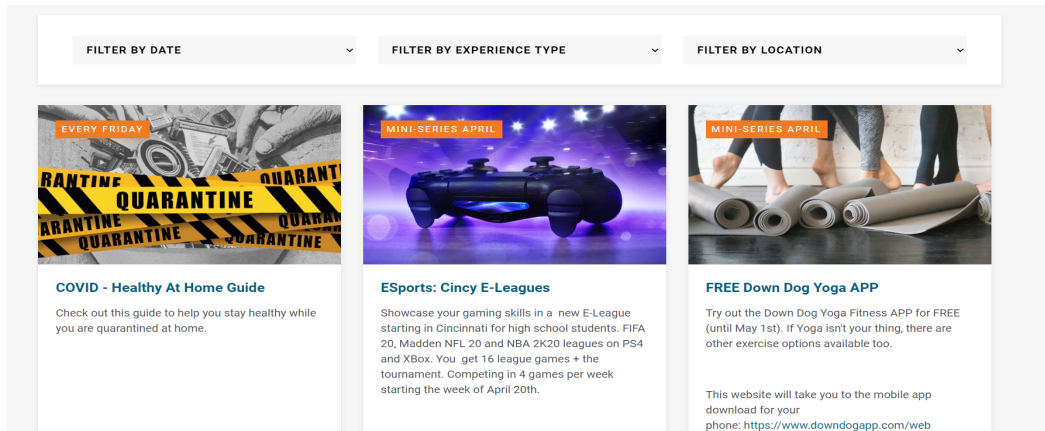 FILTER BY DATE
FILTER BY EXPERIENCE TYPE
FILTER BY LOCATION
EVERY FRIDAY
RANTINE
QUARANT
QUARANTINE
ARANTINE
QUARAN
QUARANTINE
QUARANTINE
COVID - Healthy At Home Guide
Check out this guide to help you stay healthy while
you are quarantined at home.
MINI-SERIES APRIL
ESports: Cincy E-Leagues
Showcase your gaming skills in a  new E-League
starting in Cincinnati for high school students. FIFA
20, Madden NFL 20 and NBA 2K20 leagues on PS4
and XBox. You  get 16 league games + the
tournament. Competing in 4 games per week
starting the week of April 20th.
MINI-SERIES APRIL
FREE Down Dog Yoga APP
Try out the Down Dog Yoga Fitness APP for FREE
(until May 1st). If Yoga isn't your thing, there are
other exercise options available too.
This website will take you to the mobile app
download for your
phone: https://www.downdogapp.com/web